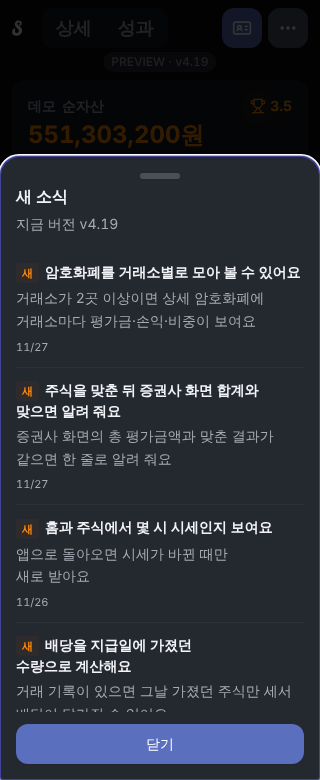 상세 성과
PREVIEW · v4.19
데모 순자산
3.5
551,303,200원
새 소식
지금 버전 v4.19
새 암호화폐를 거래소별로 모아 볼 수 있어요
거래소가 2곳 이상이면 상세 암호화폐에
거래소마다 평가금·손익·비중이 보여요
11/27
새 주식을 맞춘 뒤 증권사 화면 합계와
맞으면 알려 줘요
증권사 화면의 총 평가금액과 맞춘 결과가
같으면 한 줄로 알려 줘요
11/27
새 홈과 주식에서 몇 시 시세인지 보여요
앱으로 돌아오면 시세가 바뀐 때만
새로 받아요
11/26
새 배당을 지급일에 가졌던
수량으로 계산해요
거래 기록이 있으면 그날 가졌던 주식만 세서
닫기